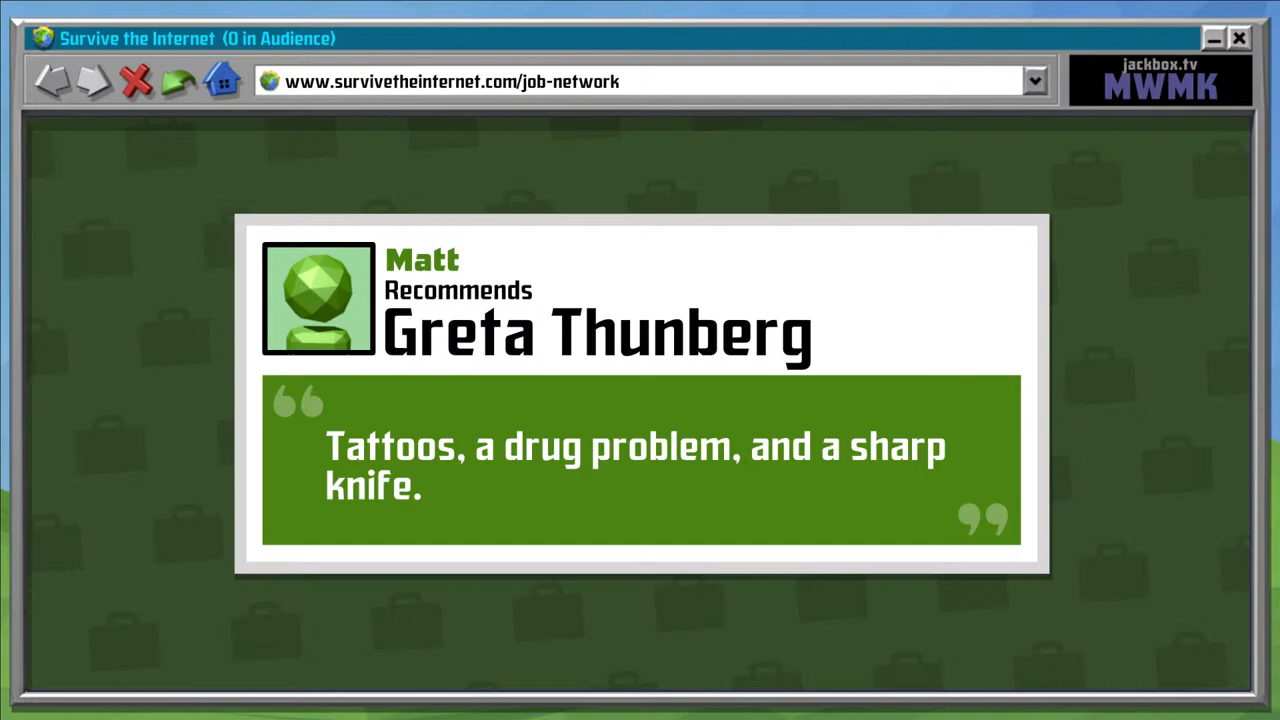 Survive the Internet (0 in Audience)
www.survivetheinternet.com/job-network
jackbox.tv
MWMK
Matt
Recommends
Greta Thunberg
“
Tattoos, a drug problem, and a sharp
knife.
”